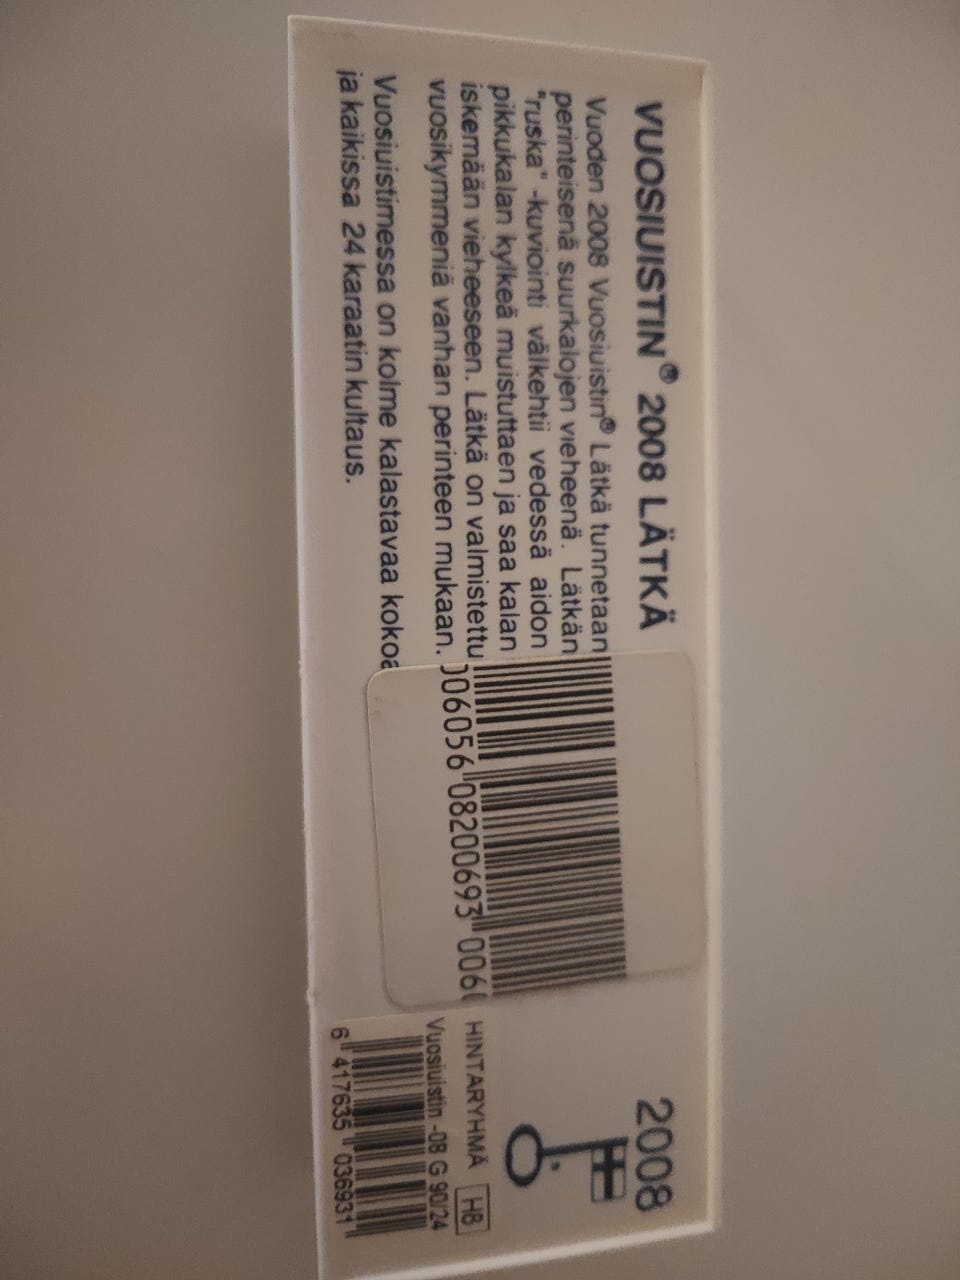 VUOSIUISTIN® 2008 LÄTKÄ
Vuoden 2008 Vuosiuistin® Lätkä tunnetaan
perinteisenä suurkalojen vieheenä. Lätkän
"ruska" -kuviointi välkehtii vedessä aidon
pikkukalan kylkeä muistuttaen ja saa kalan
iskemään vieheeseen. Lätkä on valmistettu
vuosikymmeniä vanhan perinteen mukaan.
Vuosiuistimessa on kolme kalastavaa kokoa
ja kaikissa 24 karaatin kultaus.
006056 08200693 006
2008
HINTARYHMÄ H8
Vuosiuistin -08 G 90/24
6 417635 036931